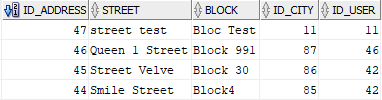 ID_ADDRESS STREET BLOCK ID_CITY ID_USER
47 street test Bloc Test 11 11
46 Queen 1 Street Block 991 87 46
45 Street Velve Block 30 86 42
44 Smile Street Block4 85 42